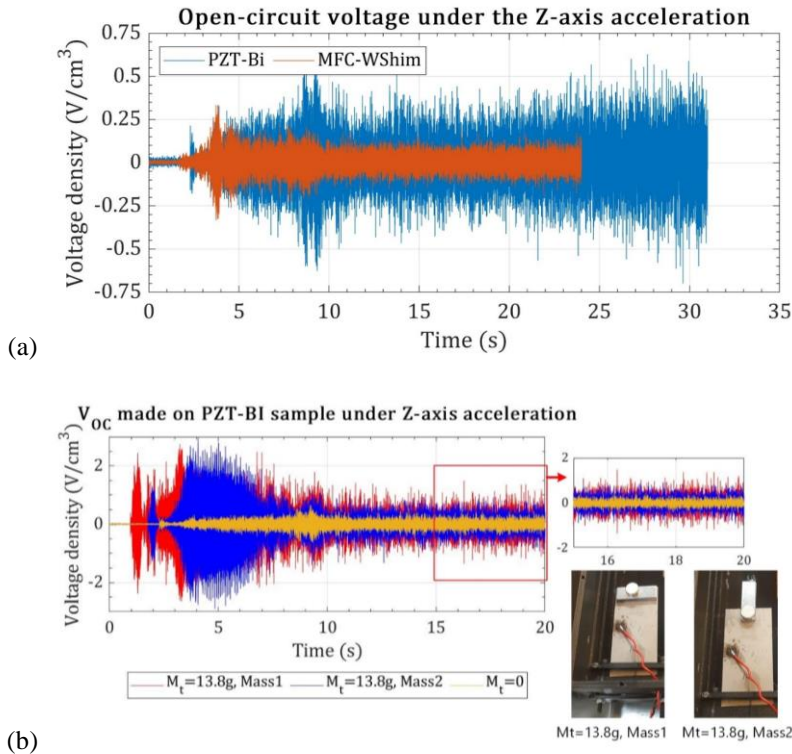 Open-circuit voltage under the Z-axis acceleration
0.75
0.5
0.25
0
-0.25
-0.5
-0.75
Voltage density (V/cm³)
PZT-Bi MFC-WShim
0 5 10 15 20 25 30 35
Time (s)
(a)
V_OC made on PZT-BI sample under Z-axis acceleration
Voltage density (V/cm³)
2
0
-2
0 5 10 15 20
Time (s)
2
0
-2
16 18 20
M_t=13.8g, Mass1 M_t=13.8g, Mass2 M_t=0
Mt=13.8g, Mass1 Mt=13.8g, Mass2
(b)